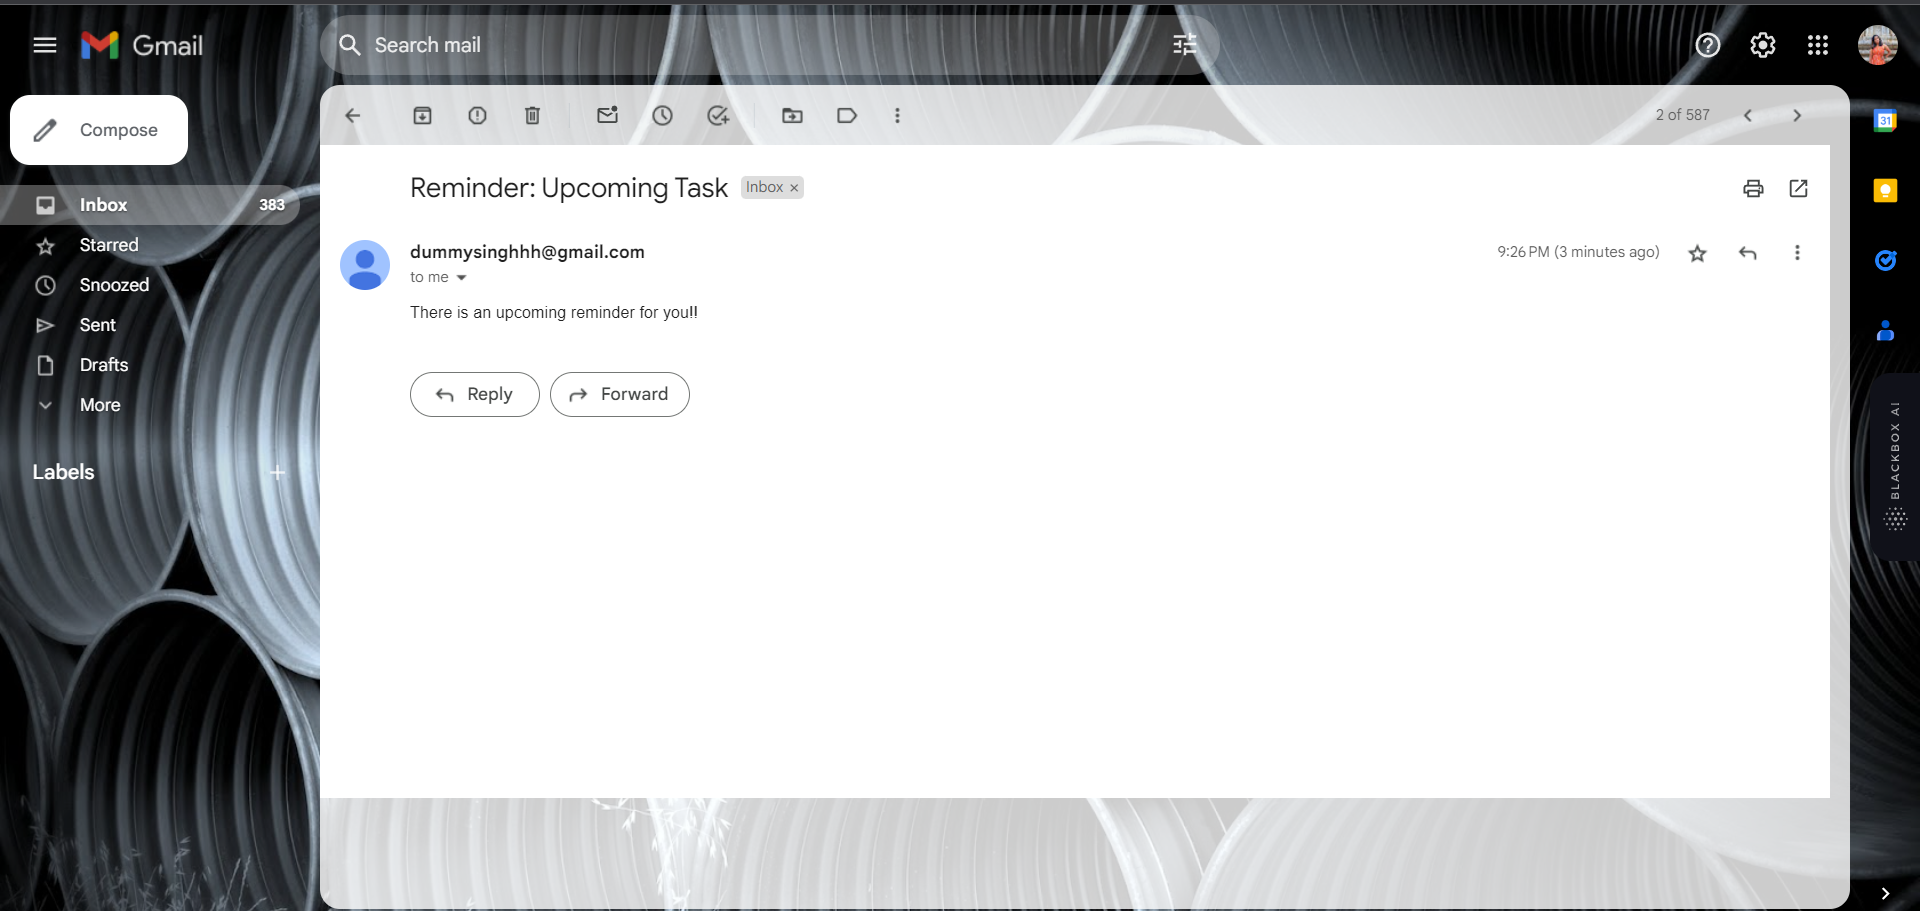 Gmail
Search mail
Compose
2 of 587
Inbox 383
Starred
Snoozed
Sent
Drafts
More
Labels
Reminder: Upcoming Task Inbox ×
dummysinghhh@gmail.com 9:26 PM (3 minutes ago)
to me
There is an upcoming reminder for you!!
Reply Forward
31
BLACKBOX AI